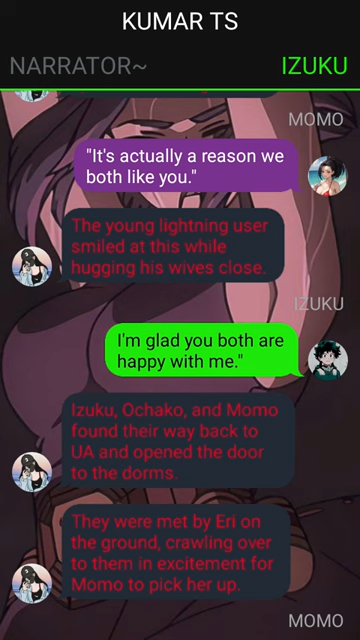 KUMAR TS
NARRATOR~
IZUKU
MOMO
"It's actually a reason we
both like you."
The young lightning user
smiled at this while
hugging his wives close.
IZUKU
I'm glad you both are
happy with me."
Izuku, Ochako, and Momo
found their way back to
UA and opened the door
to the dorms.
They were met by Eri on
the ground, crawling over
to them in excitement for
Momo to pick her up.
MOMO